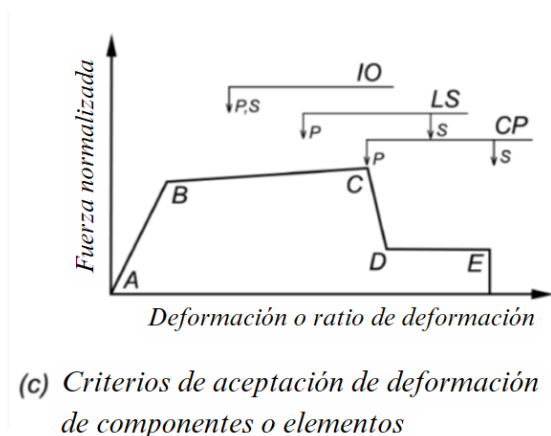 IO
P,S
LS
P
S
CP
P
S
Fuerza normalizada
B
C
A
D
E
Deformación o ratio de deformación
(c) Criterios de aceptación de deformación
de componentes o elementos